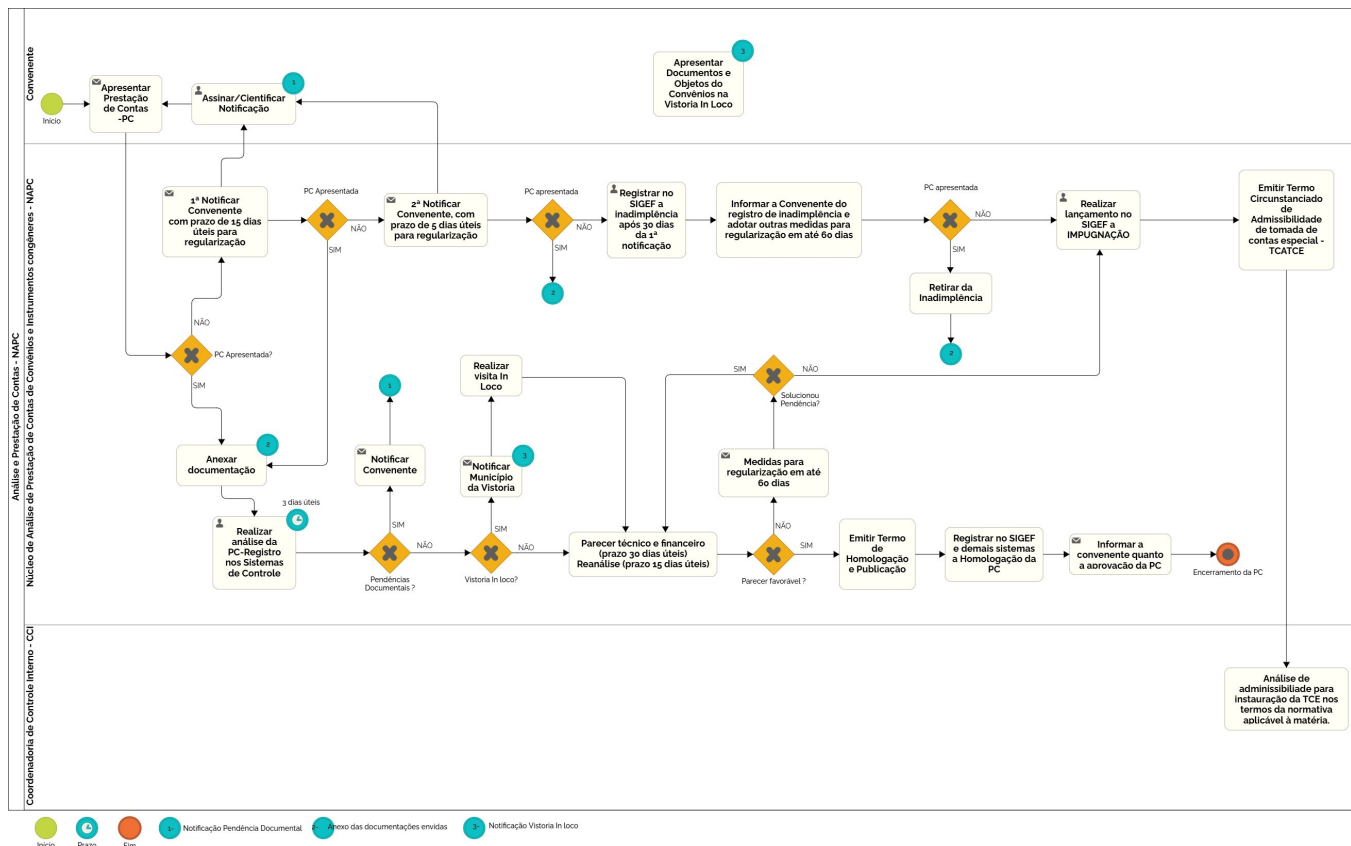 Análise e Prestação de Contas - NAPC
Convenente
Início
Apresentar
Prestação
de Contas
-PC
Assinar/Cientificar
Notificação
1
Apresentar
Documentos e
Objetos do
Convênios na
Vistoria In Loco
3
Núcleo de Análise de Prestação de Contas de Convênios e Instrumentos congêneres - NAPC
1ª Notificar
Convenente
com prazo de 15 dias
úteis para
regularização
PC Apresentada
NÃO
SIM
2ª Notificar
Convenente, com
prazo de 5 dias úteis
para regularização
PC apresentada
NÃO
SIM
2
Registrar no
SIGEF a
inadimplência
após 30 dias
da 1ª
notificação
Informar a Convenente do
registro de inadimplência e
adotar outras medidas para
regularização em até 60 dias
PC apresentada
NÃO
SIM
Retirar da
Inadimplência
2
Realizar
lançamento no
SIGEF a
IMPUGNAÇÃO
Emitir Termo
Circunstanciado
de
Admissibilidade
de tomada de
contas especial -
TCATCE
NÃO
PC Apresentada?
SIM
Anexar
documentação
2
3 dias úteis
Realizar
análise da
PC-Registro
nos Sistemas
de Controle
1
Notificar
Convenente
SIM
NÃO
Pendências
Documentais ?
Realizar
visita In
Loco
Notificar
Município
da Vistoria
3
SIM
NÃO
Vistoria In loco?
Parecer técnico e financeiro
(prazo 30 dias úteis)
Reanálise (prazo 15 dias úteis)
SIM
NÃO
Solucionou
Pendência?
Medidas para
regularização em até
60 dias
NÃO
SIM
Parecer favorável ?
Emitir Termo
de
Homologação
e Publicação
Registrar no SIGEF
e demais sistemas
a Homologação da
PC
Informar a
convenente quanto
a aprovação da PC
Encerramento da PC
Coordenadoria de Controle Interno - CCI
Análise de
adminissibiliade para
instauração da TCE nos
termos da normativa
aplicável à matéria.
Início
Prazo
Fim
1- Notificação Pendência Documental
2- Anexo das documentações envidas
3- Notificação Vistoria In loco